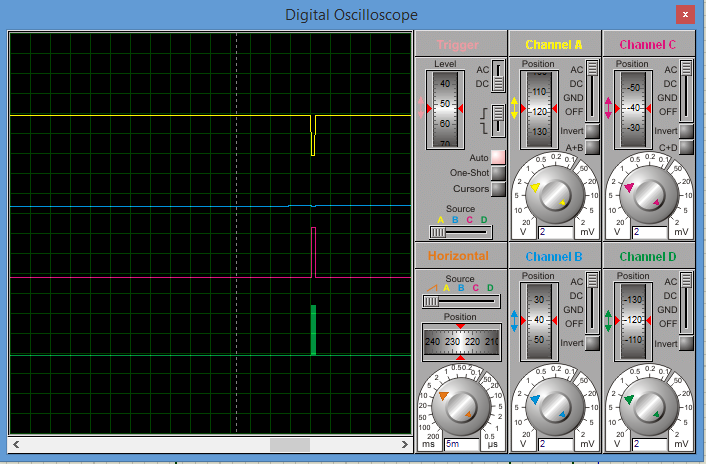 Digital Oscilloscope
x
Trigger
Level
40
50
60
70
AC
DC
Auto
One-Shot
Cursors
Source
A B C D
Channel A
Position
110
120
130
AC
DC
GND
OFF
Invert
A+B
20 10 5 2 1 0.5 0.2 0.1 50 20 10 5 2
V 2 mV
Channel C
Position
-50
-40
-30
AC
DC
GND
OFF
Invert
C+D
20 10 5 2 1 0.5 0.2 0.1 50 20 10 5 2
V 2 mV
Horizontal
Source
A B C D
Position
240 230 220 210
200 100 50 20 10 5 2 1 0.5 0.2 0.1 50 20 10 5 2 1 0.5
ms 5m µs
Channel B
Position
30
40
50
AC
DC
GND
OFF
Invert
20 10 5 2 1 0.5 0.2 0.1 50 20 10 5 2
V 2 mV
Channel D
Position
-130
-120
-110
AC
DC
GND
OFF
Invert
20 10 5 2 1 0.5 0.2 0.1 50 20 10 5 2
V 2 mV